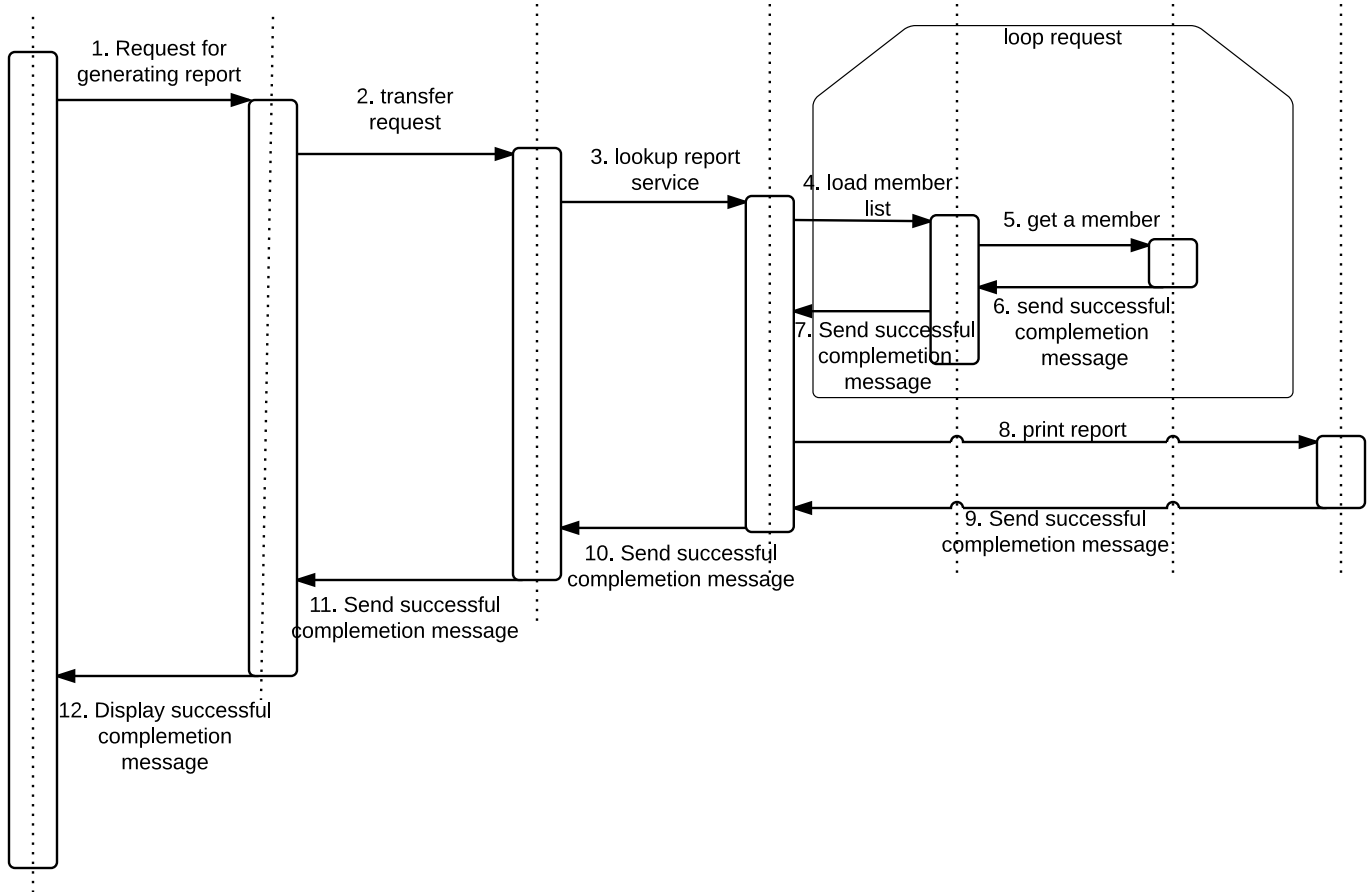 1. Request for
generating report
2. transfer
request
3. lookup report
service
loop request
4. load member
list
5. get a member
6. send successful
complemetion
message
7. Send successful
complemetion
message
8. print report
9. Send successful
complemetion message
10. Send successful
complemetion message
11. Send successful
complemetion message
12. Display successful
complemetion
message